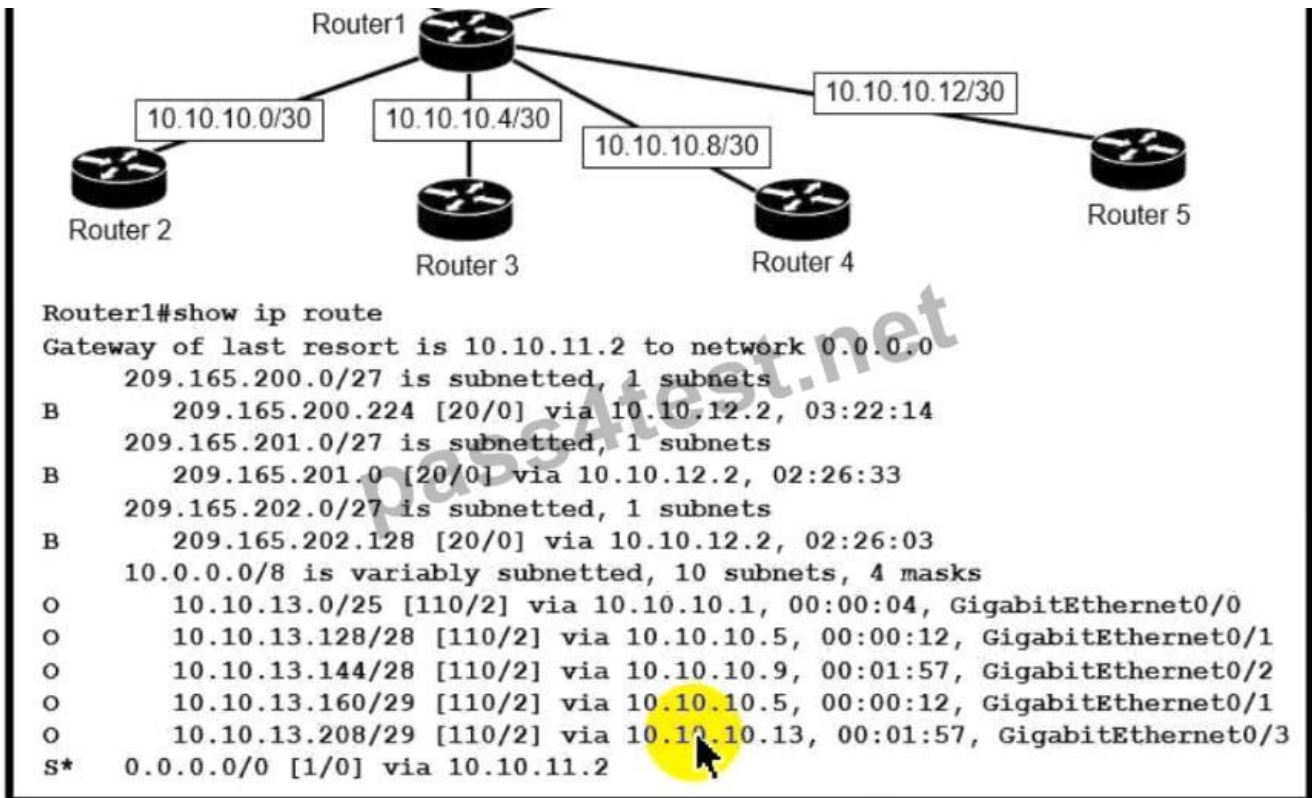 Router1
10.10.10.12/30
10.10.10.0/30
10.10.10.4/30
10.10.10.8/30
Router 2
Router 3
Router 4
Router 5
Router1#show ip route
Gateway of last resort is 10.10.11.2 to network 0.0.0.0
209.165.200.0/27 is subnetted, 1 subnets
B 209.165.200.224 [20/0] via 10.10.12.2, 03:22:14
209.165.201.0/27 is subnetted, 1 subnets
B 209.165.201.0 [20/0] via 10.10.12.2, 02:26:33
209.165.202.0/27 is subnetted, 1 subnets
B 209.165.202.128 [20/0] via 10.10.12.2, 02:26:03
10.0.0.0/8 is variably subnetted, 10 subnets, 4 masks
O 10.10.13.0/25 [110/2] via 10.10.10.1, 00:00:04, GigabitEthernet0/0
O 10.10.13.128/28 [110/2] via 10.10.10.5, 00:00:12, GigabitEthernet0/1
O 10.10.13.144/28 [110/2] via 10.10.10.9, 00:01:57, GigabitEthernet0/2
O 10.10.13.160/29 [110/2] via 10.10.10.5, 00:00:12, GigabitEthernet0/1
O 10.10.13.208/29 [110/2] via 10.10.10.13, 00:01:57, GigabitEthernet0/3
S* 0.0.0.0/0 [1/0] via 10.10.11.2
pass4test.net